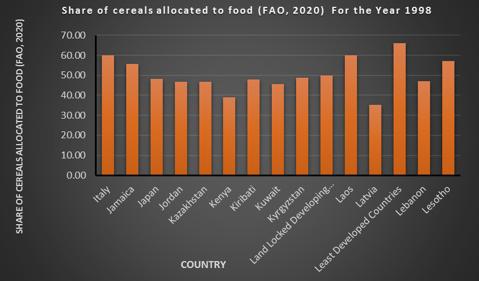 Share of cereals allocated to food (FAO, 2020) For the Year 1998
SHARE OF CEREALS ALLOCATED TO FOOD (FAO, 2020)
70.00
60.00
50.00
40.00
30.00
20.00
10.00
0.00
Italy
Jamaica
Japan
Jordan
Kazakhstan
Kenya
Kiribati
Kuwait
Kyrgyzstan
Land Locked Developing...
Laos
Latvia
Least Developed Countries
Lebanon
Lesotho
COUNTRY